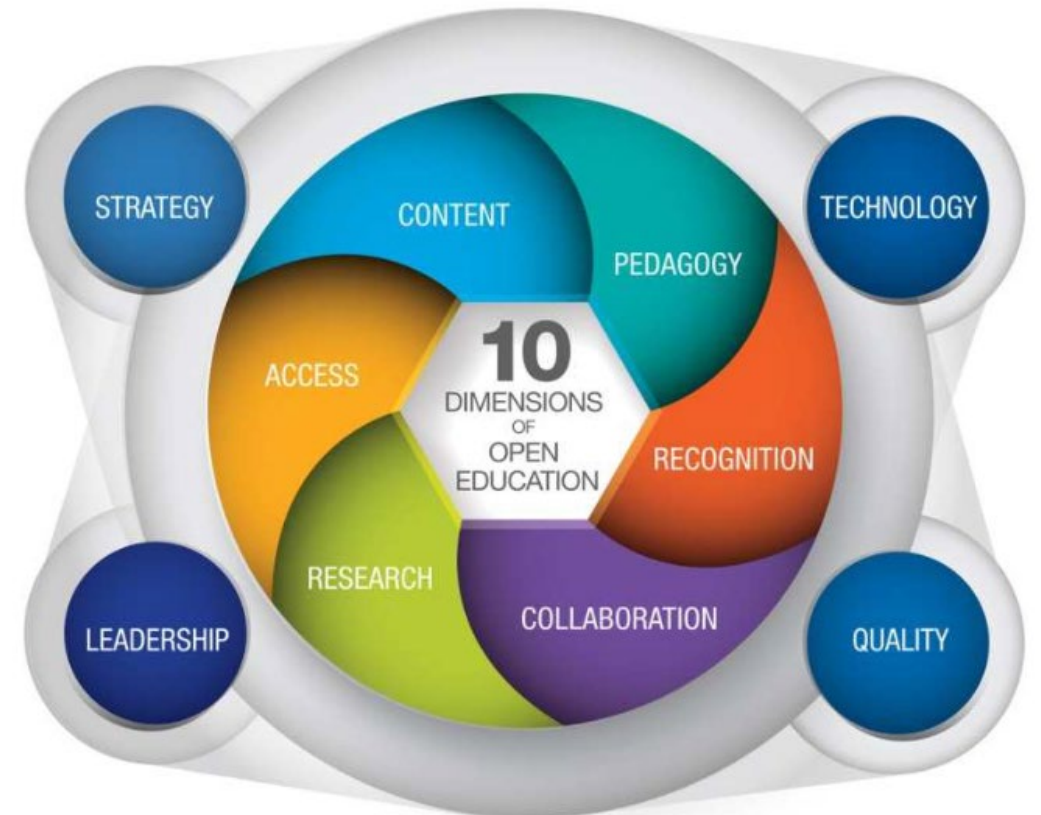 STRATEGY
TECHNOLOGY
CONTENT
PEDAGOGY
ACCESS
10
DIMENSIONS
OF
OPEN
EDUCATION
RECOGNITION
RESEARCH
COLLABORATION
LEADERSHIP
QUALITY